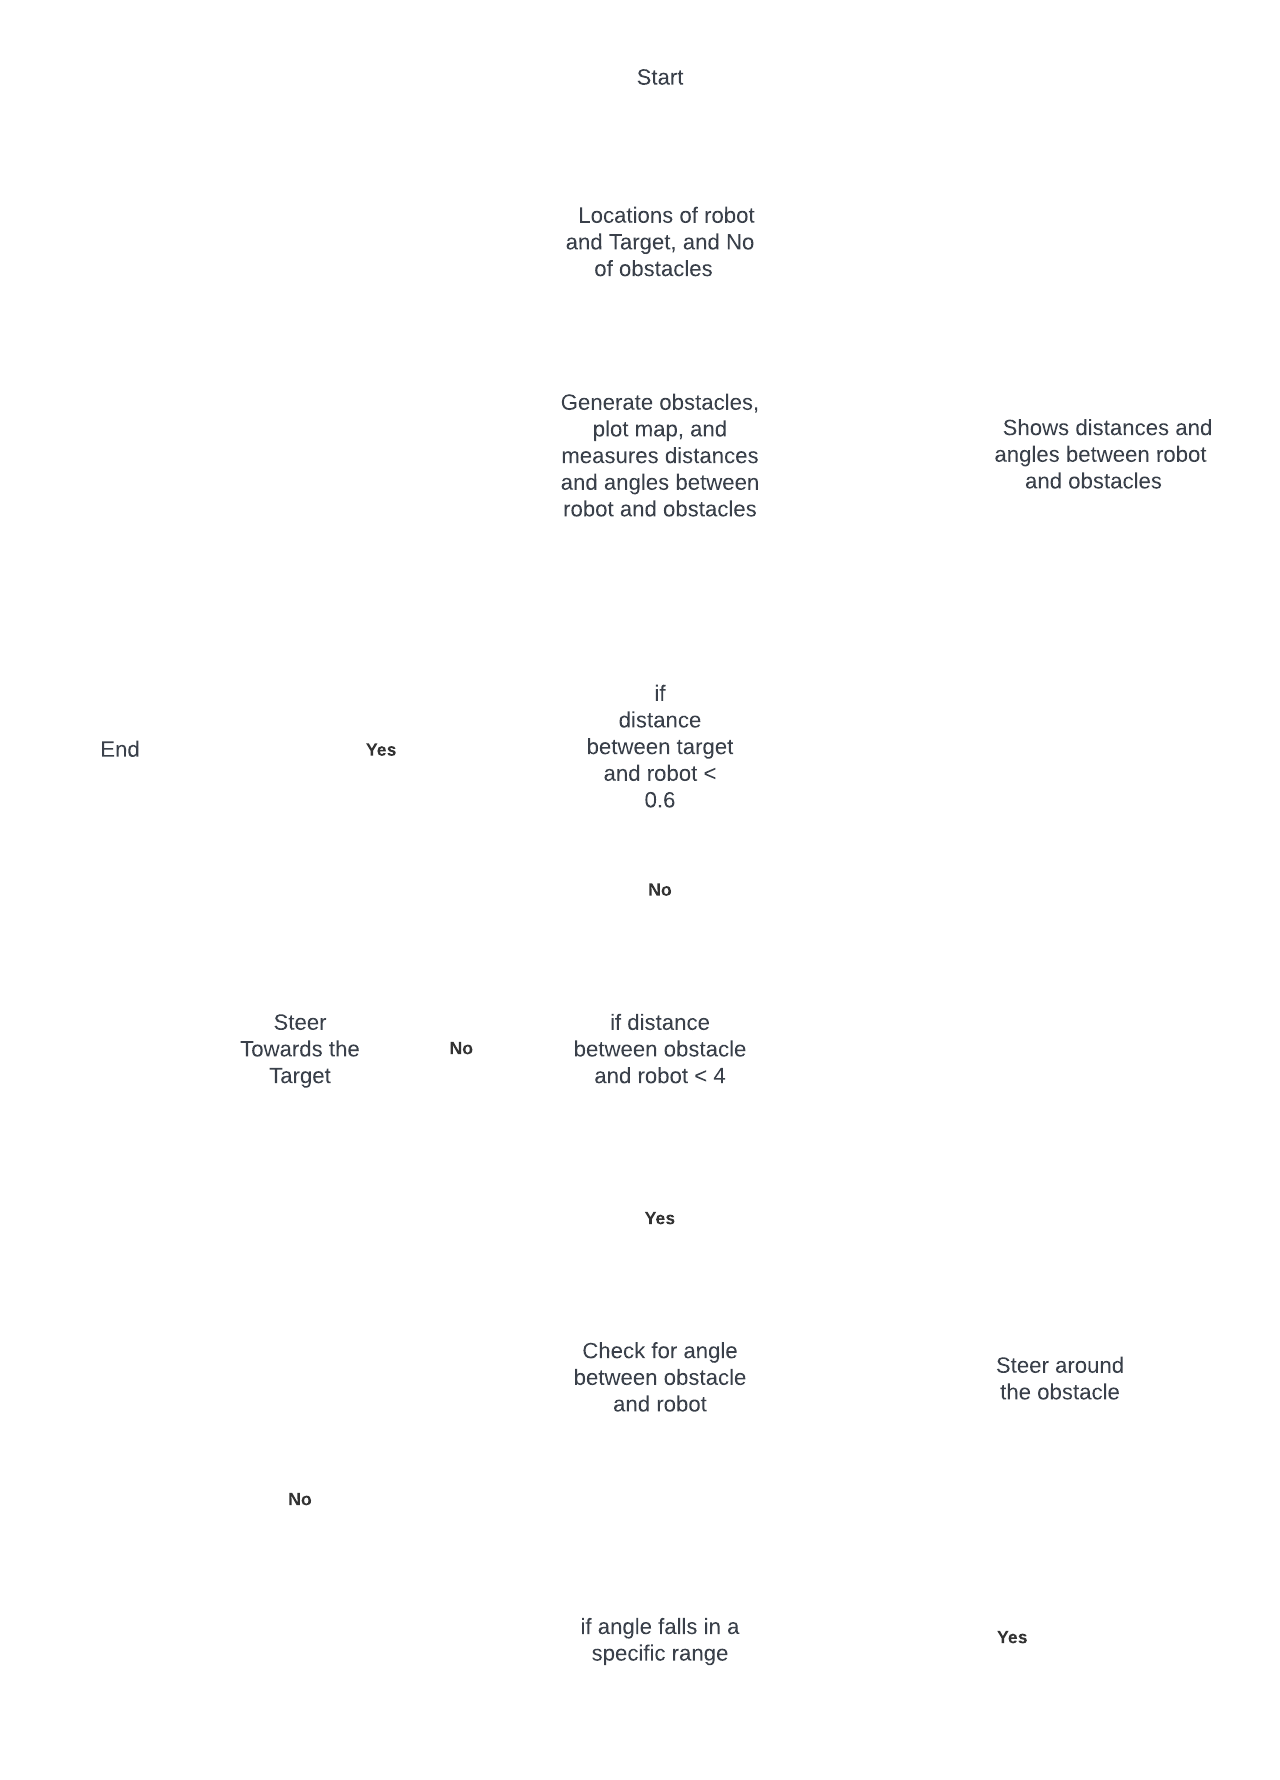 Start
Locations of robot
and Target, and No
of obstacles
Generate obstacles,
plot map, and
measures distances
and angles between
robot and obstacles
Shows distances and
angles between robot
and obstacles
if
distance
between target
and robot <
0.6
Yes
End
No
if distance
between obstacle
and robot < 4
No
Steer
Towards the
Target
Yes
Check for angle
between obstacle
and robot
Steer around
the obstacle
No
if angle falls in a
specific range
Yes